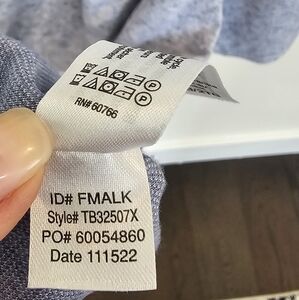 RN# 60766
ID# FMALK
Style# TB32507X
PO# 60054860
Date 111522